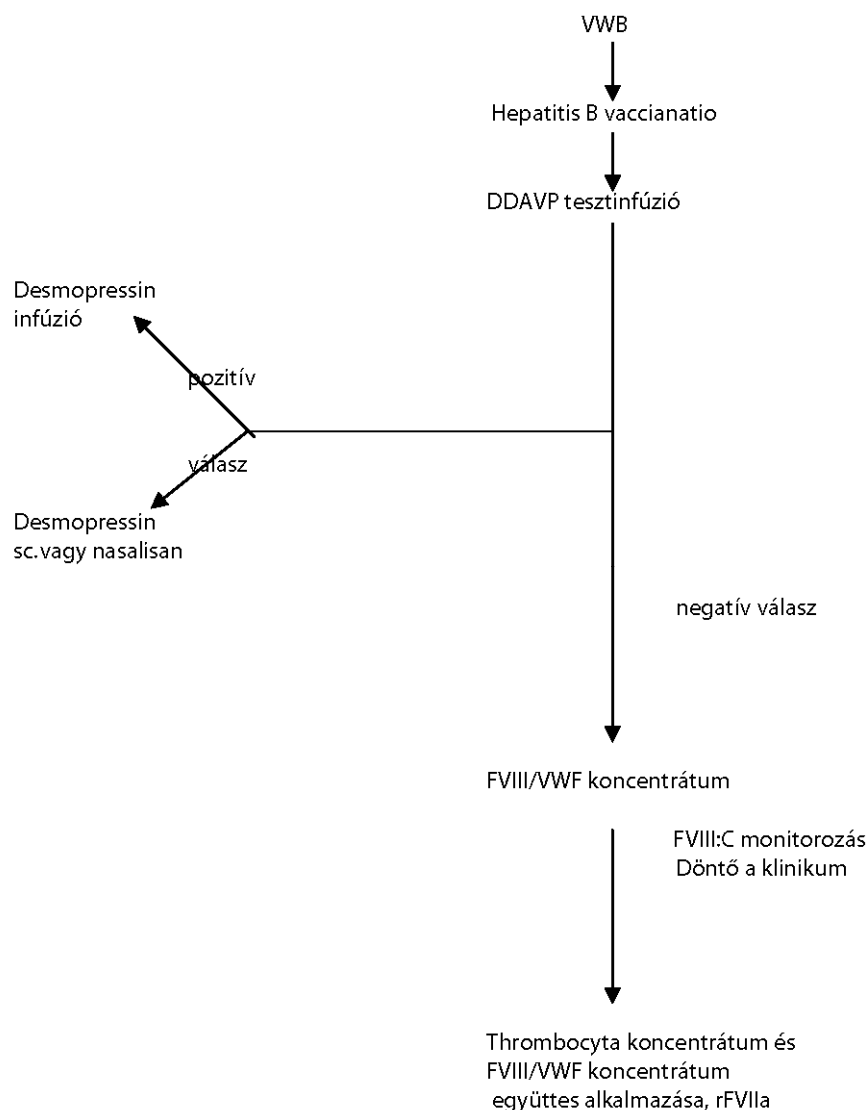 VWB
Hepatitis B vaccianatio
DDAVP tesztinfúzió
Desmopressin
infúzió
pozitív
válasz
Desmopressin
sc.vagy nasalisan
negatív válasz
FVIII/VWF koncentrátum
FVIII:C monitorozás
Döntő a klinikum
Thrombocyta koncentrátum és
FVIII/VWF koncentrátum
együttes alkalmazása, rFVIIa